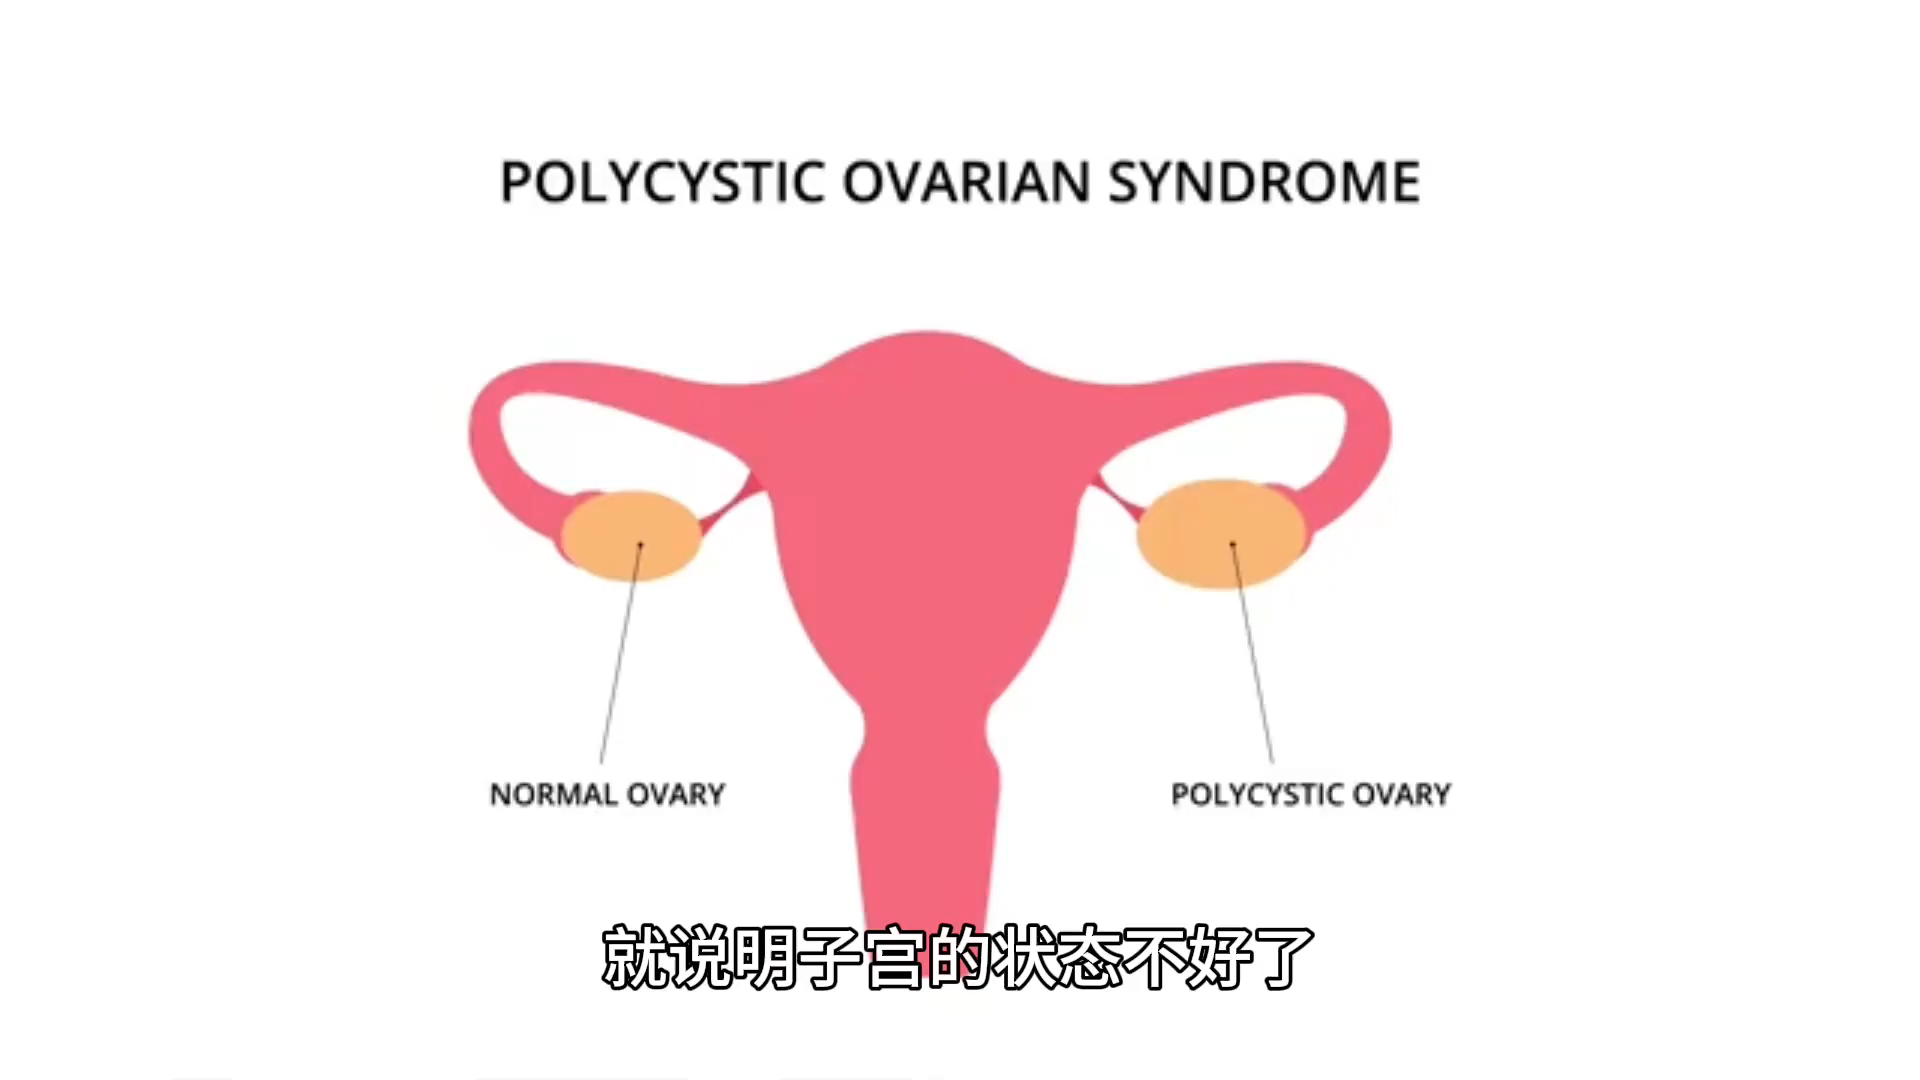 POLYCYSTIC OVARIAN SYNDROME
NORMAL OVARY
POLYCYSTIC OVARY
就说明子宫的状态不好了